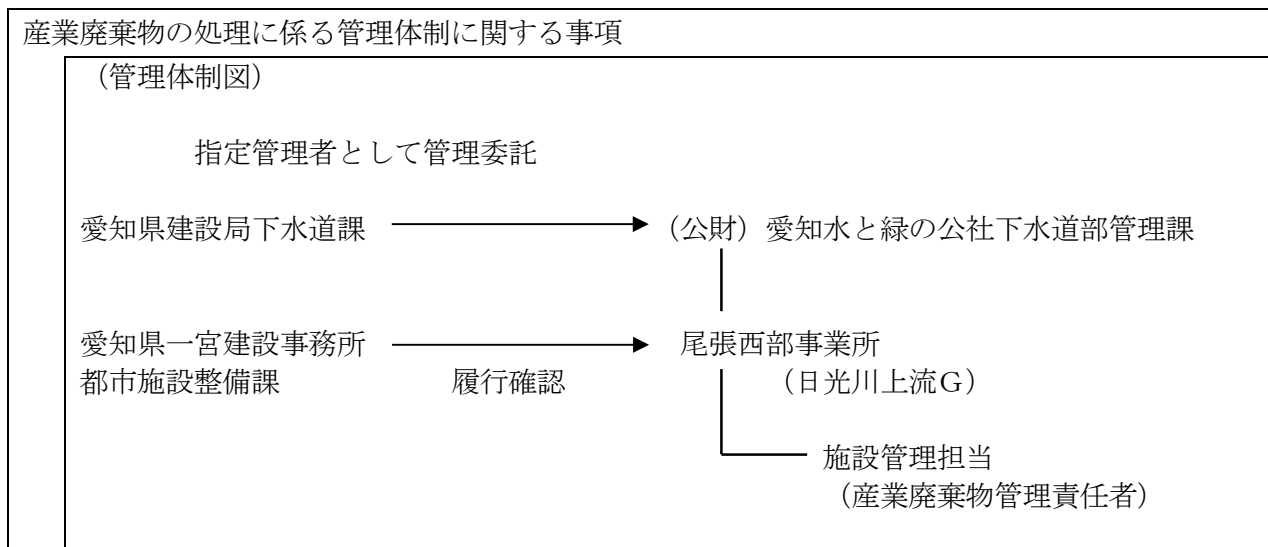 産業廃棄物の処理に係る管理体制に関する事項
（管理体制図）
指定管理者として管理委託
愛知県建設局下水道課
（公財）愛知水と緑の公社下水道部管理課
愛知県一宮建設事務所
尾張西部事業所
都市施設整備課
履行確認
（日光川上流Ｇ）
施設管理担当
（産業廃棄物管理責任者）